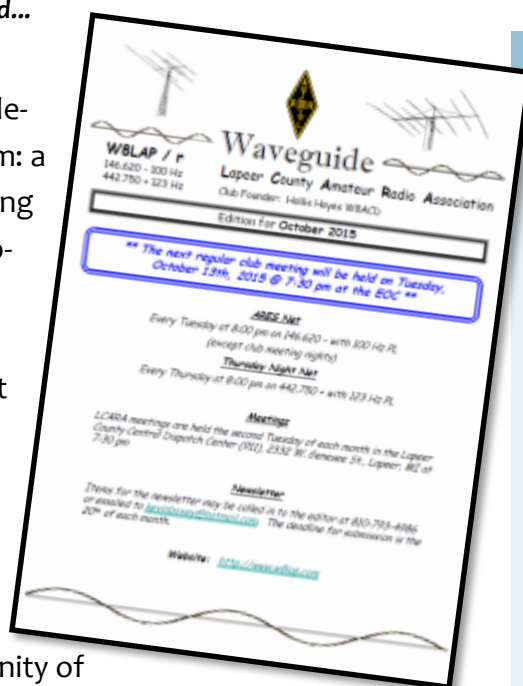 d...
le-
m: a
ng
o-
t
nity of
Waveguide
W8LAP / r
146.620 - 100 Hz
442.750 + 123 Hz
Lapeer County Amateur Radio Association
Club Founder: Hollis Hayes W8ACD
Edition for October 2015
** The next regular club meeting will be held on Tuesday,
October 13th, 2015 @ 7:30 pm at the EOC **
ARES Net
Every Tuesday at 8:00 pm on 146.620 - with 100 Hz PL
(except club meeting nights)
Thursday Night Net
Every Thursday at 8:00 pm on 442.750 + with 123 Hz PL
Meetings
LCARA meetings are held the second Tuesday of each month in the Lapeer
County Central Dispatch Center (911), 2332 W. Genesee St., Lapeer, MI at
7:30 pm
Newsletter
Items for the newsletter may be called in to the editor at 810-793-4986
or emailed to The deadline for submission is the
20th of each month.
Website: http://www.w8lap.com